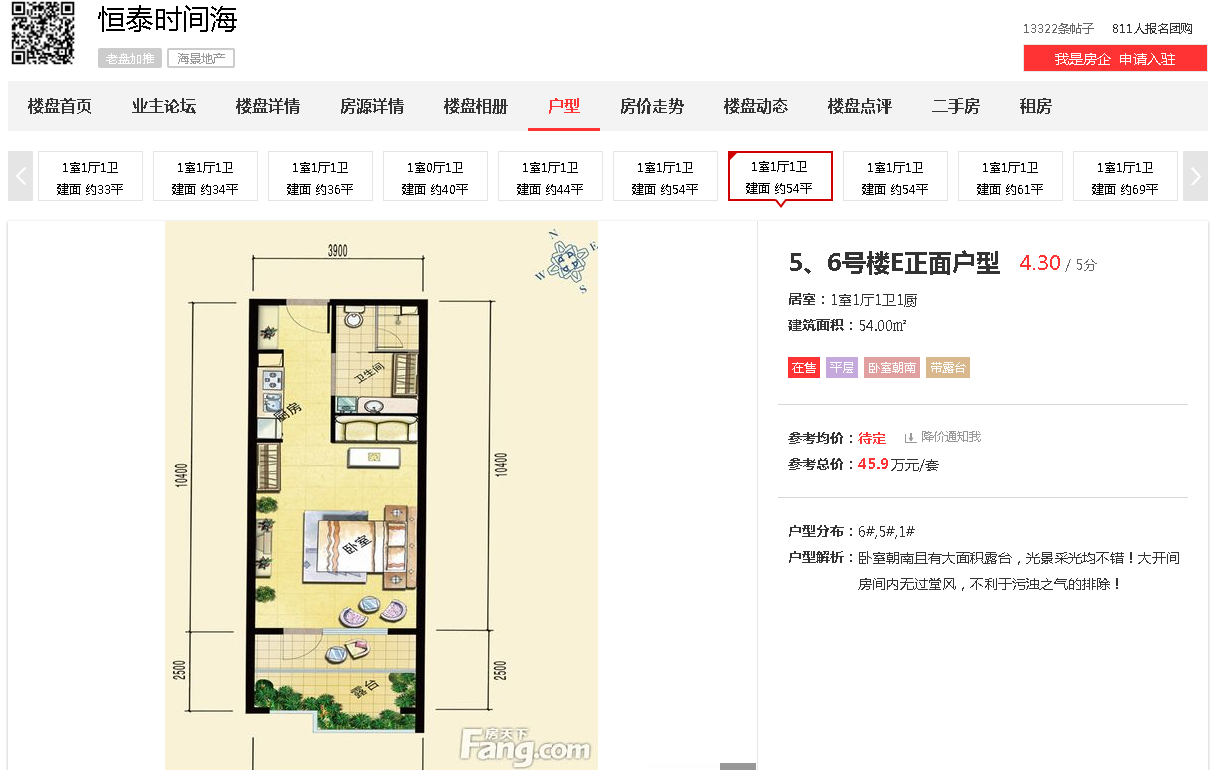 恒泰时间海
老盘加推 海景地产
13322条帖子 811人报名团购
我是房企 申请入驻
楼盘首页 业主论坛 楼盘详情 房源详情 楼盘相册 户型 房价走势 楼盘动态 楼盘点评 二手房 租房
1室1厅1卫 1室1厅1卫 1室1厅1卫 1室0厅1卫 1室1厅1卫 1室1厅1卫 1室1厅1卫 1室1厅1卫 1室1厅1卫 1室1厅1卫
建面 约33平 建面 约34平 建面 约36平 建面 约40平 建面 约44平 建面 约54平 建面 约54平 建面 约54平 建面 约61平 建面 约69平
3900
N
E
W
S
卫生间
厨房
10400
10400
卧室
2500
2500
露台
房天下
Fang.com
5、6号楼E正面户型 4.30 / 5分
居室：1室1厅1卫1厨
建筑面积：54.00㎡
在售 平层 卧室朝南 带露台
参考均价：待定 降价通知我
参考总价：45.9万元/套
户型分布：6#,5#,1#
户型解析：卧室朝南且有大面积露台，光景采光均不错！大开间
房间内无过堂风，不利于污浊之气的排除！